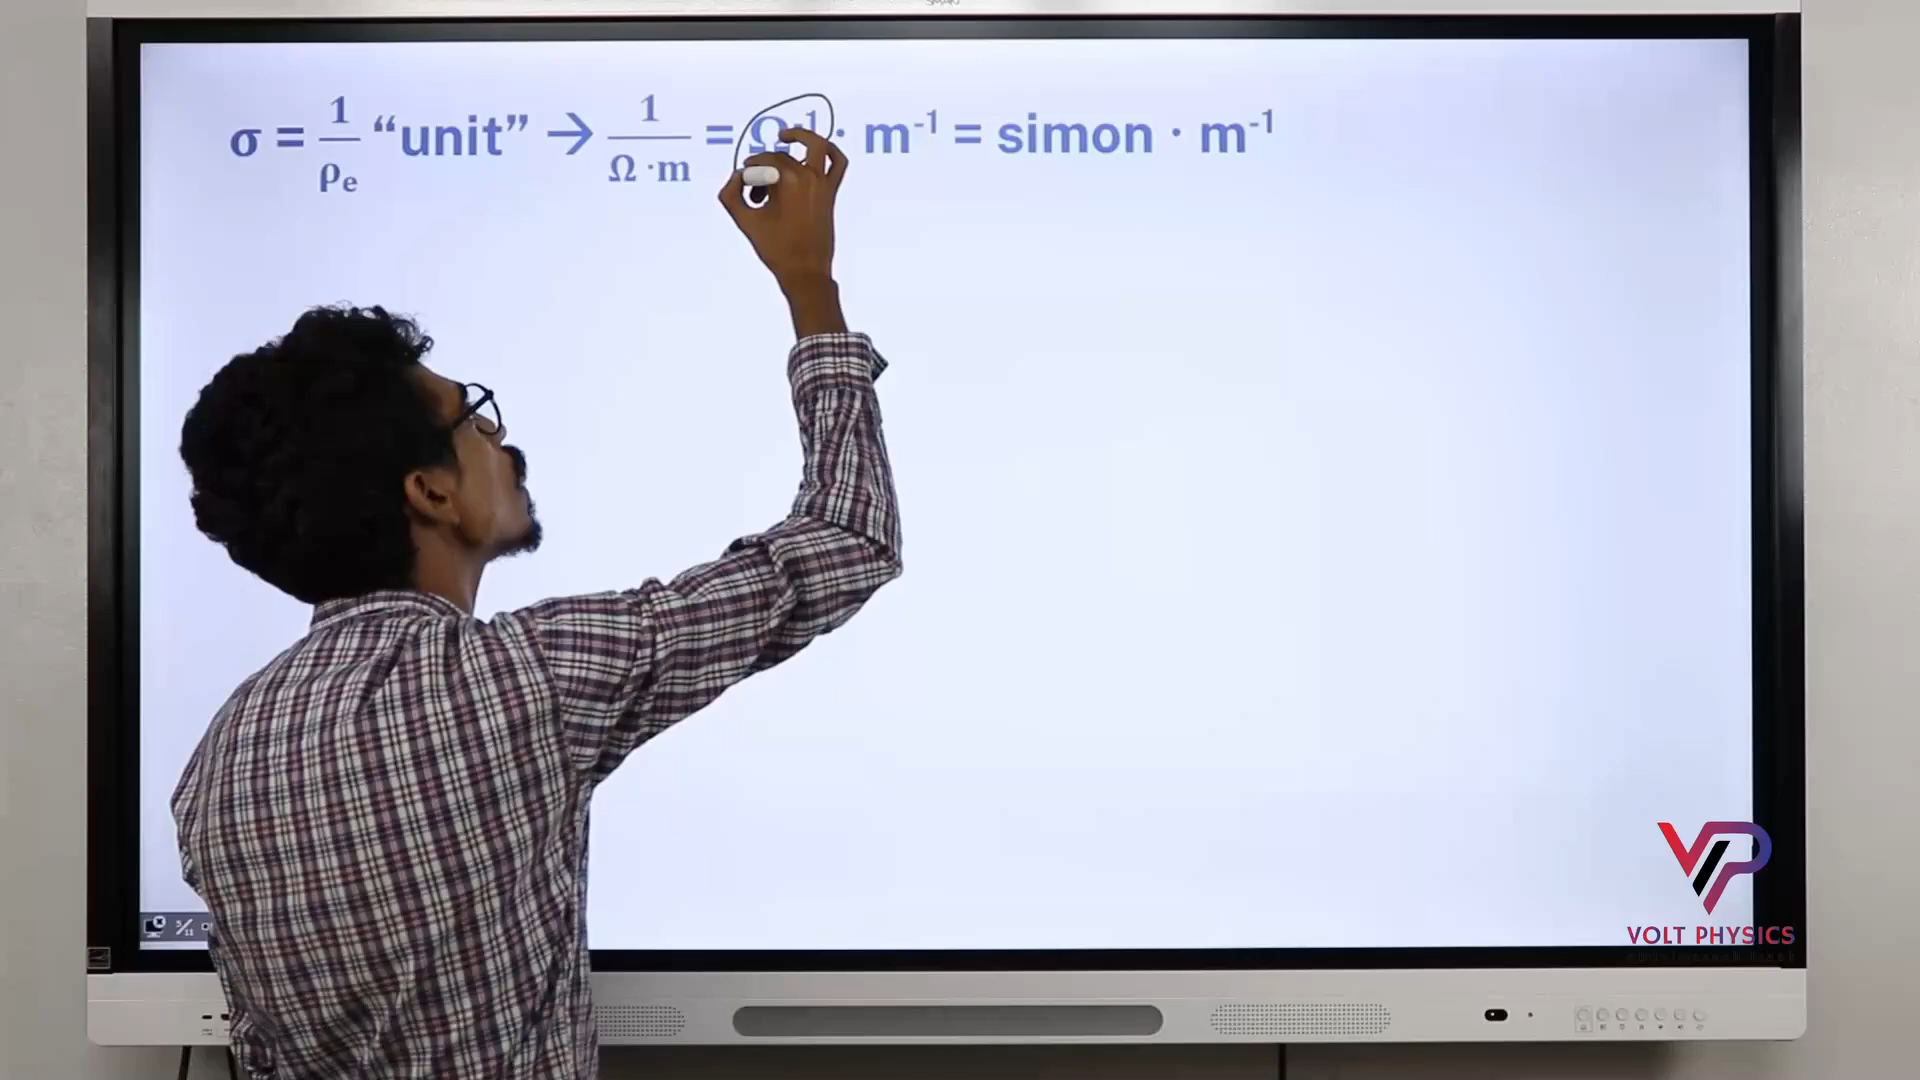 σ = 1/ρₑ “unit” → 1/Ω ·m = Ω⁻¹ · m⁻¹ = simon · m⁻¹
VOLT PHYSICS